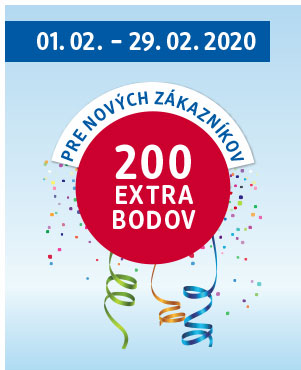 01. 02. – 29. 02. 2020
PRE NOVÝCH ZÁKAZNÍKOV
200
EXTRA
BODOV